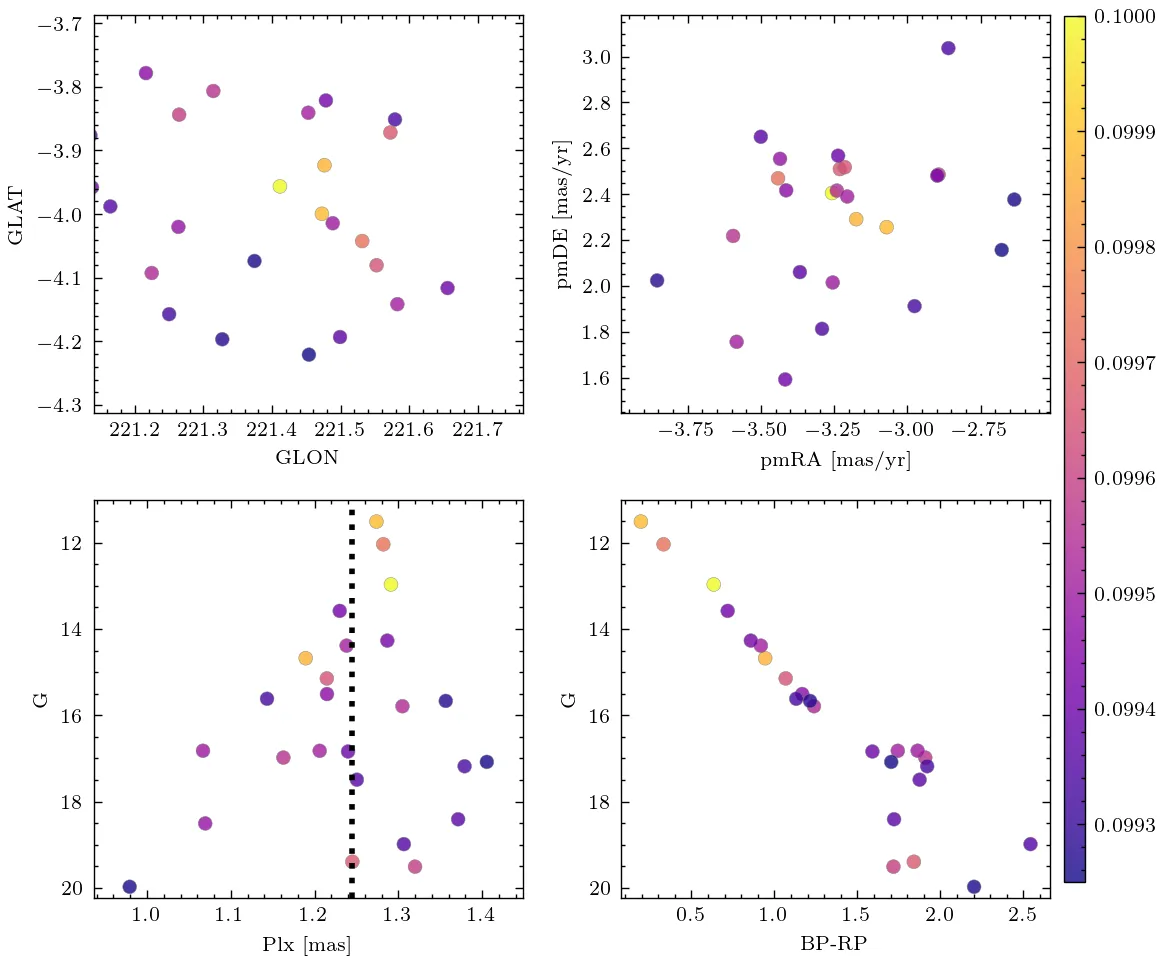 −3.7
−3.8
−3.9
−4.0
−4.1
−4.2
−4.3
GLAT
221.2 221.3 221.4 221.5 221.6 221.7
GLON
3.0
2.8
2.6
2.4
2.2
2.0
1.8
1.6
pmDE [mas/yr]
−3.75 −3.50 −3.25 −3.00 −2.75
pmRA [mas/yr]
12
14
16
18
20
G
1.0 1.1 1.2 1.3 1.4
Plx [mas]
12
14
16
18
20
G
0.5 1.0 1.5 2.0 2.5
BP-RP
0.1000
0.0999
0.0998
0.0997
0.0996
0.0995
0.0994
0.0993